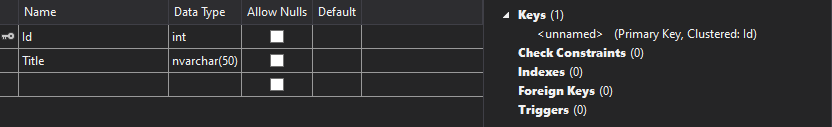 Name Data Type Allow Nulls Default
Id int
Title nvarchar(50)
Keys (1)
<unnamed> (Primary Key, Clustered: Id)
Check Constraints (0)
Indexes (0)
Foreign Keys (0)
Triggers (0)